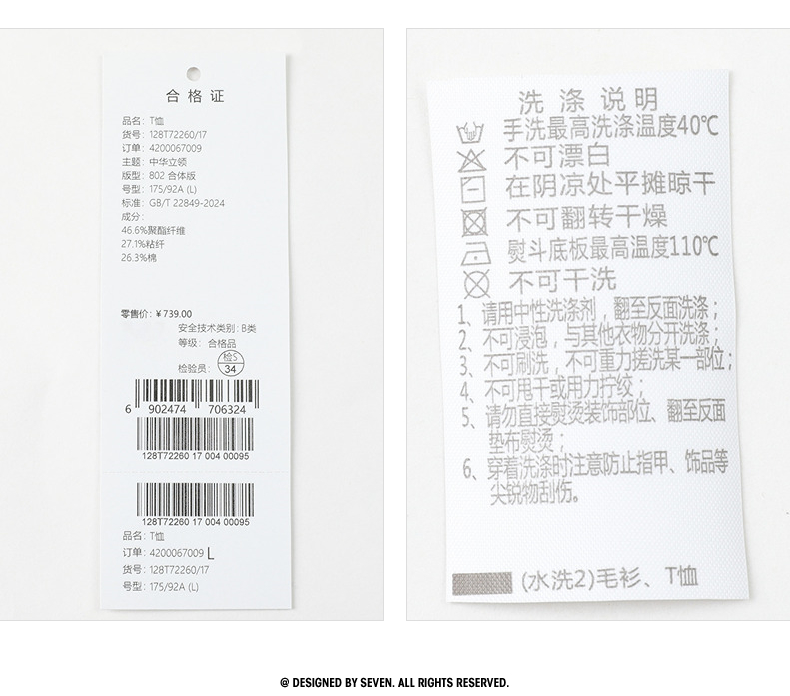 合格证
品名：T恤
货号：128T72260/17
订单：4200067009
主题：中华立领
版型：802 合体版
号型：175/92A (L)
标准：GB/T 22849-2024
成分：
46.6%聚酯纤维
27.1%粘纤
26.3%棉
零售价：¥739.00
安全技术类别：B类
等级：合格品
检验员：检S 34
6 902474 706324
128T72260 17 004 00095
128T72260 17 004 00095
品名：T恤
订单：4200067009 L
货号：128T72260/17
号型：175/92A (L)
洗涤说明
手洗最高洗涤温度40℃
不可漂白
在阴凉处平摊晾干
不可翻转干燥
熨斗底板最高温度110℃
不可干洗
1、请用中性洗涤剂，翻至反面洗涤；
2、不可浸泡，与其他衣物分开洗涤；
3、不可刷洗，不可重力搓洗某一部位；
4、不可甩干或用力拧绞；
5、请勿直接熨烫装饰部位、翻至反面
垫布熨烫；
6、穿着洗涤时注意防止指甲、饰品等
尖锐物刮伤。
(水洗2)毛衫、T恤
@ DESIGNED BY SEVEN. ALL RIGHTS RESERVED.